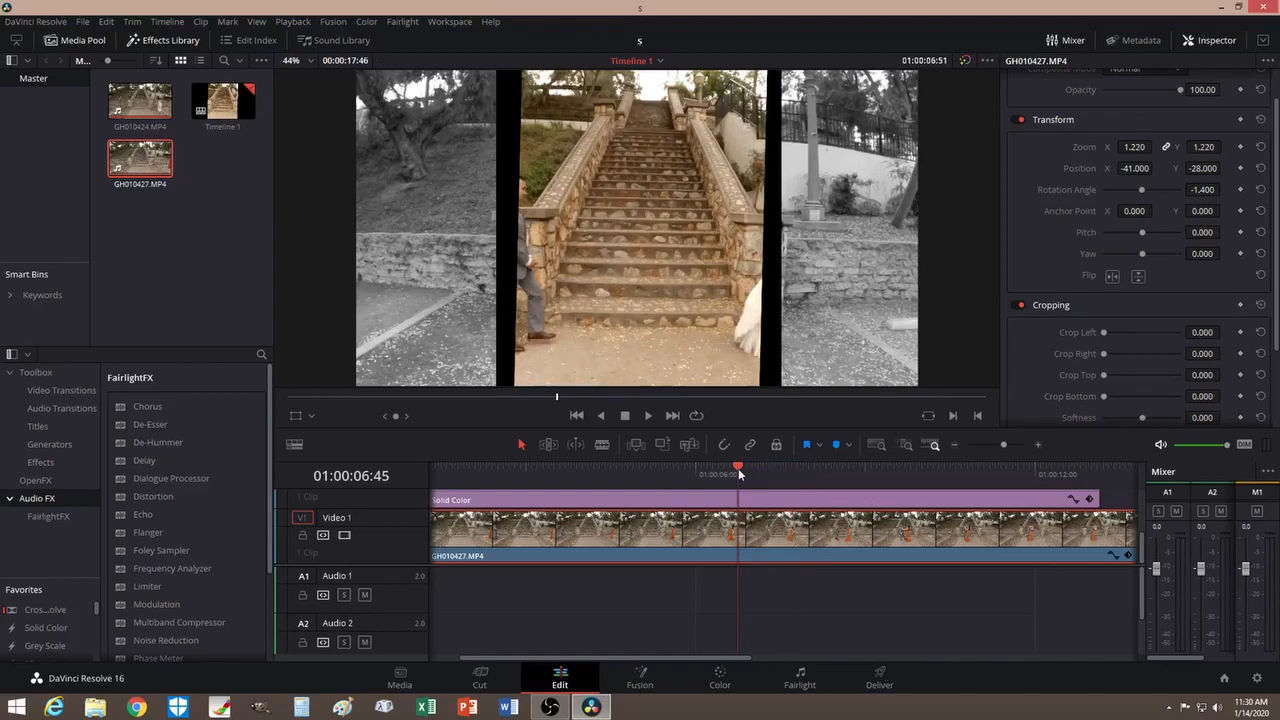 S
DaVinci Resolve File Edit Trim Timeline Clip Mark View Playback Fusion Color Fairlight Workspace Help
Media Pool Effects Library Edit Index Sound Library s Mixer Metadata Inspector
M... 44% 00:00:17:46 Timeline 1 01:00:06:51 GH010427.MP4
Master
GH010424.MP4 Timeline 1
GH010427.MP4
Smart Bins
Keywords
Composite Mode Normal
Opacity 100.00
Transform
Zoom X 1.220 Y 1.220
Position X -41.000 Y -28.000
Rotation Angle -1.400
Anchor Point X 0.000 Y 0.000
Pitch 0.000
Yaw 0.000
Flip
Cropping
Crop Left 0.000
Crop Right 0.000
Crop Top 0.000
Crop Bottom 0.000
Softness 0.000
Toolbox
Video Transitions
Audio Transitions
Titles
Generators
Effects
OpenFX
Audio FX
FairlightFX
Favorites
Cros...olve
Solid Color
Grey Scale
FairlightFX
Chorus
De-Esser
De-Hummer
Delay
Dialogue Processor
Distortion
Echo
Flanger
Foley Sampler
Frequency Analyzer
Limiter
Modulation
Multiband Compressor
Noise Reduction
Phase Meter
DIM
01:00:06:45 01:00:06:00 01:00:12:00
1 Clip Solid Color
V1 Video 1
1 Clip GH010427.MP4
A1 Audio 1 2.0
S M
A2 Audio 2 2.0
S M
Mixer
A1 A2 M1
S M S M M
0.0 0.0 0.0
DaVinci Resolve 16 Media Cut Edit Fusion Color Fairlight Deliver
11:30 AM
1/14/2020